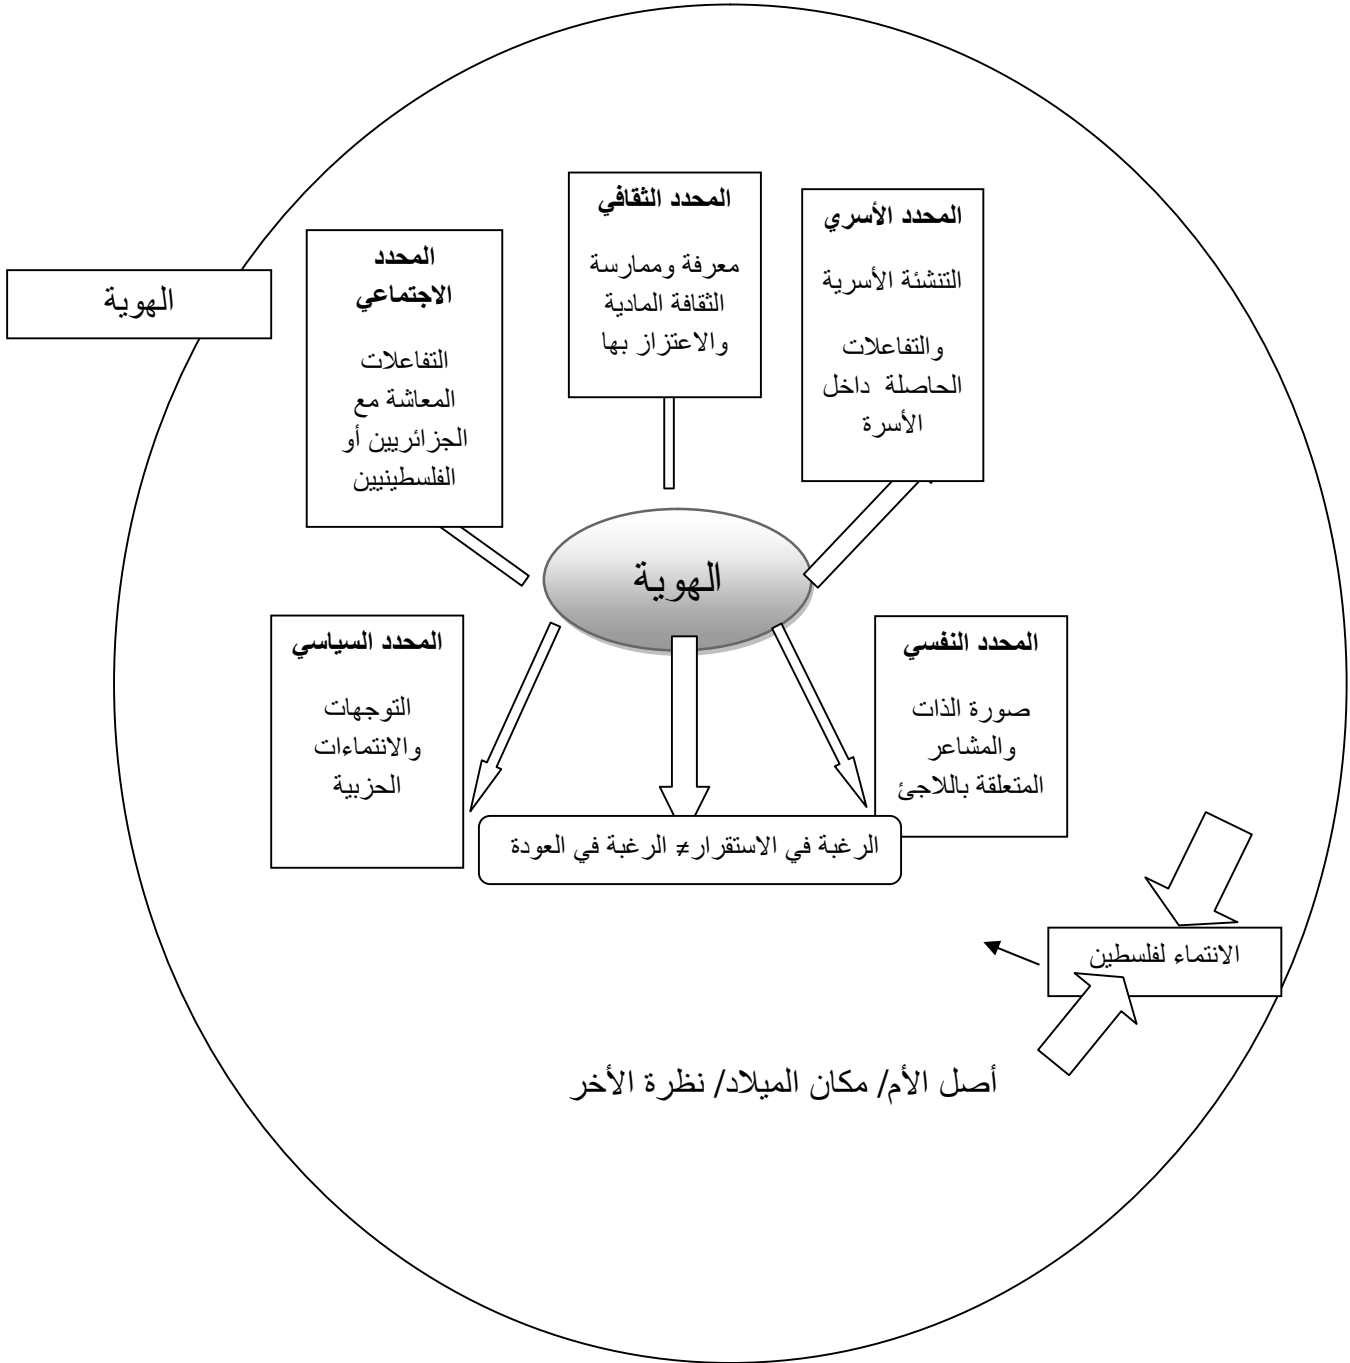 المحدد الأسري
التنشئة الأسرية
والتفاعلات
الحاصلة داخل
الأسرة
المحدد الثقافي
معرفة وممارسة
الثقافة المادية
والاعتزاز بها
المحدد
الاجتماعي
التفاعلات
المعاشة مع
الجزائريين أو
الفلسطينيين
الهوية
الهوية
المحدد النفسي
صورة الذات
والمشاعر
المتعلقة باللاجئ
المحدد السياسي
التوجهات
والانتماءات
الحزبية
الرغبة في الاستقرار≠ الرغبة في العودة
الانتماء لفلسطين
أصل الأم/ مكان الميلاد/ نظرة الأخر